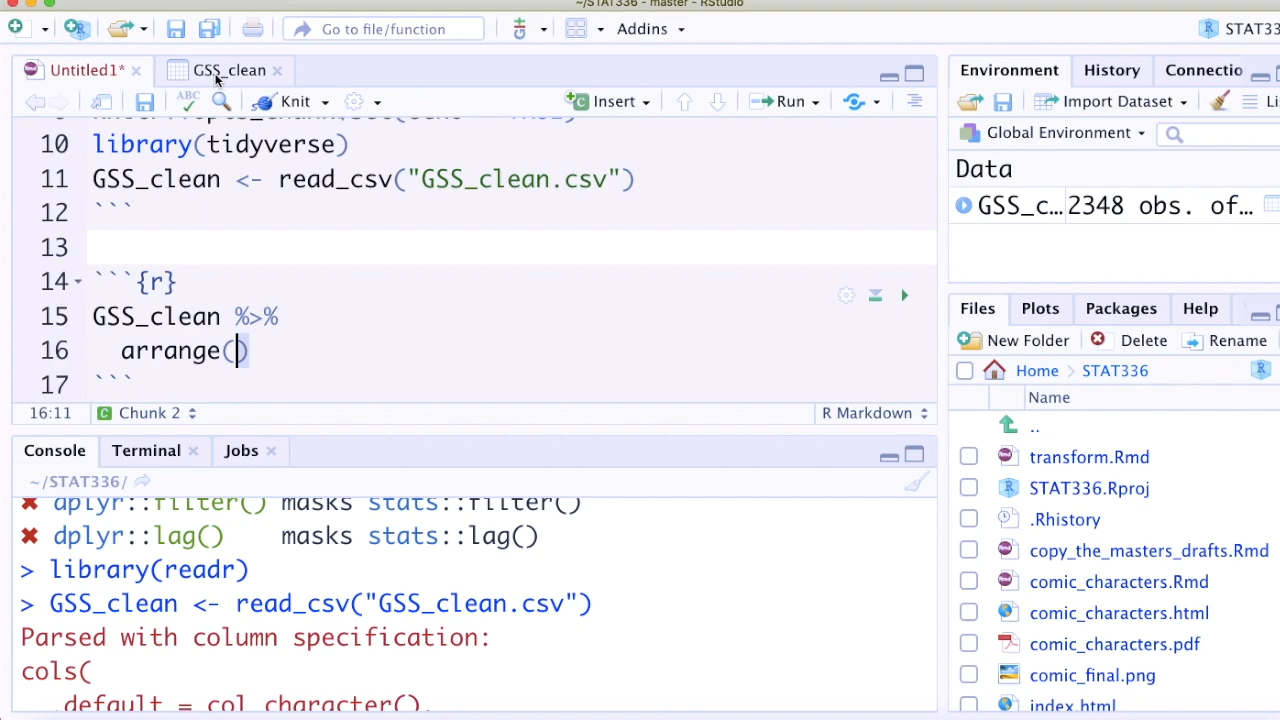 ~/STAT336 - master - RStudio
Go to file/function
Addins
STAT33
Untitled1*
GSS_clean
Environment
History
Connectio
ABC
Knit
Insert
Run
Import Dataset
Li
Global Environment
10 library(tidyverse)
Data
11 GSS_clean <- read_csv("GSS_clean.csv")
GSS_c… 2348 obs. of…
12 ```
13
14 ```{r}
15 GSS_clean %>%
Files
Plots
Packages
Help
16 arrange()
New Folder
Delete
Rename
17 ```
Home
STAT336
Name
16:11
Chunk 2
R Markdown
..
Console
Terminal
Jobs
transform.Rmd
~/STAT336/
STAT336.Rproj
✖ dplyr::filter() masks stats::filter()
.Rhistory
✖ dplyr::lag() masks stats::lag()
copy_the_masters_drafts.Rmd
> library(readr)
comic_characters.Rmd
> GSS_clean <- read_csv("GSS_clean.csv")
comic_characters.html
Parsed with column specification:
comic_characters.pdf
cols(
comic_final.png
.default = col_character(),
index.html